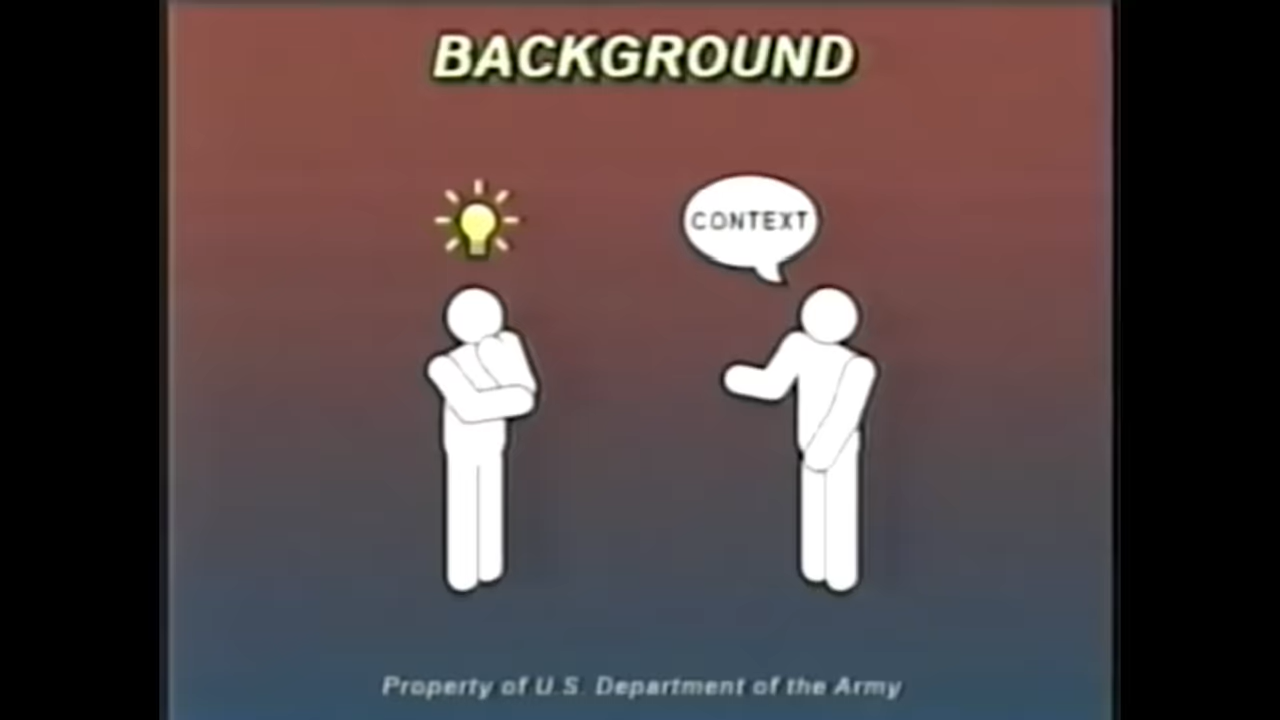 BACKGROUND
CONTEXT
Property of U.S. Department of the Army